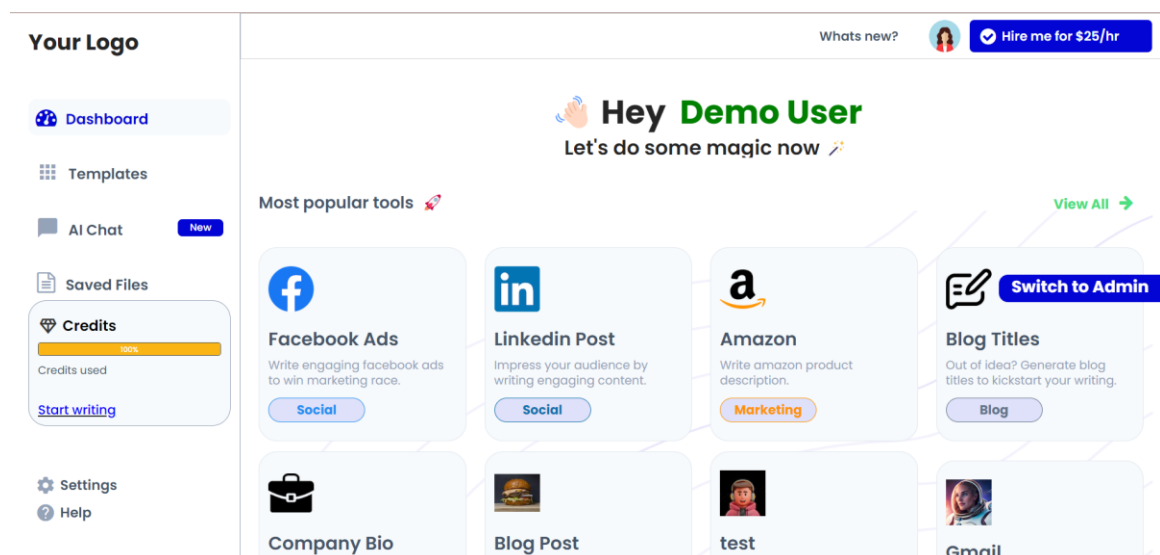 Your Logo
Whats new?
Hire me for $25/hr
Dashboard
Templates
AI Chat
New
Saved Files
Credits
100%
Credits used
Start writing
Settings
Help
Hey Demo User
Let's do some magic now
Most popular tools
View All
Facebook Ads
Write engaging facebook ads
to win marketing race.
Social
Linkedin Post
Impress your audience by
writing engaging content.
Social
Amazon
Write amazon product
description.
Marketing
Switch to Admin
Blog Titles
Out of idea? Generate blog
titles to kickstart your writing.
Blog
Company Bio
Blog Post
test
Gmail